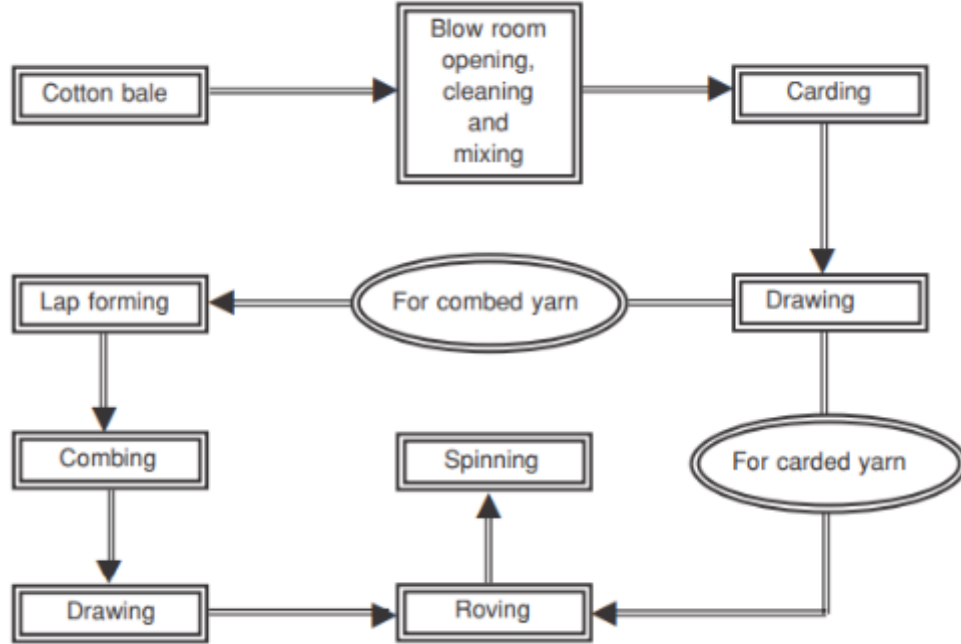 Cotton bale
Blow room
opening,
cleaning
and
mixing
Carding
Lap forming
For combed yarn
Drawing
Combing
Spinning
For carded yarn
Drawing
Roving